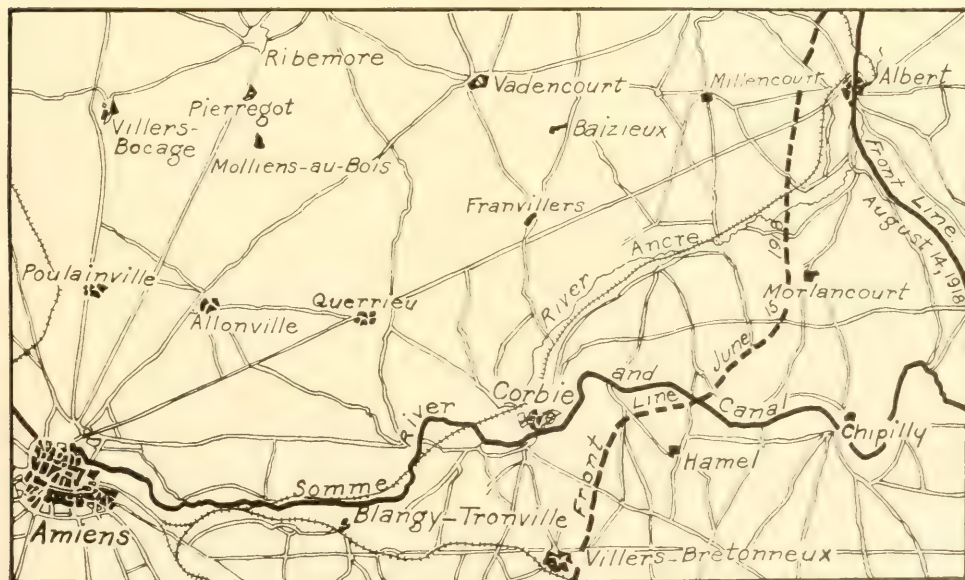 Ribemore
Vadencourt
Millencourt
Albert
Pierregot
Villers-
Bocage
Baizieux
Molliens-au-Bois
Front Line.
August 14, 1918
Franvillers
River Ancre
1918
Poulainville
Allonville
Querrieu
Morlancourt
Front Line June 15
Corbie
Somme River and Canal
Chipilly
Hamel
Blangy-Tronville
Amiens
Villers-Bretonneux